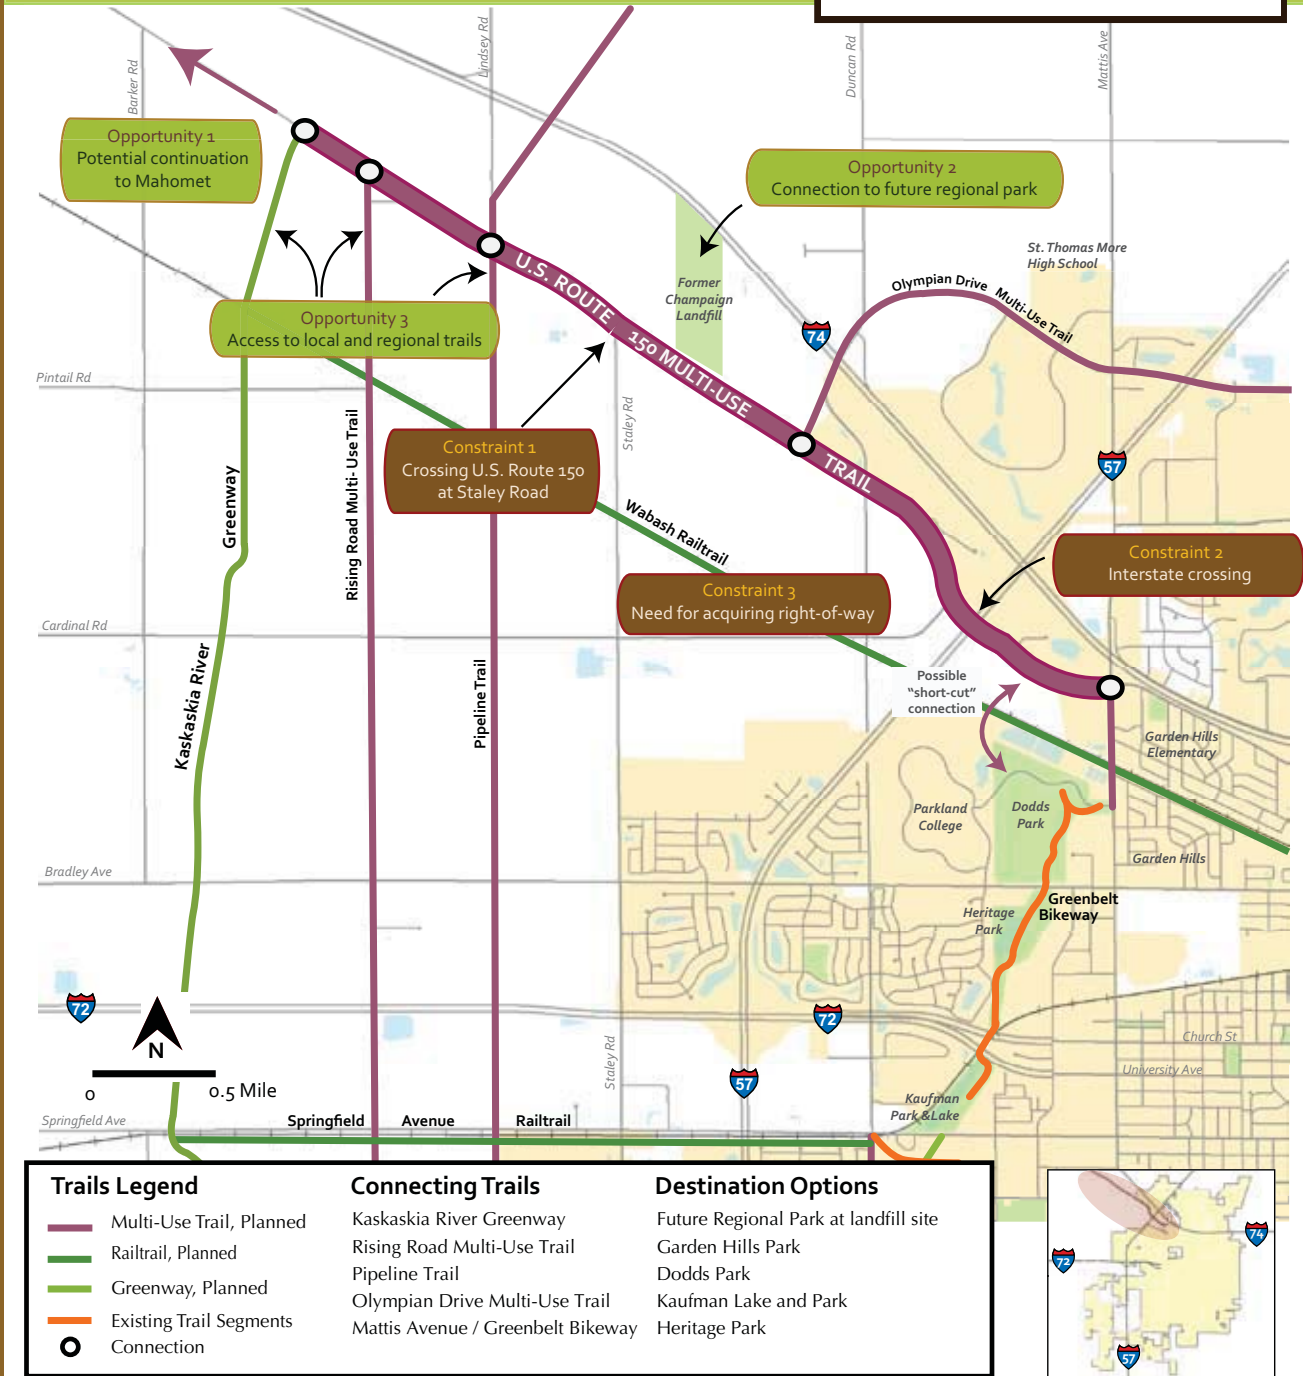 Barker Rd
Lindsey Rd
Duncan Rd
Mattis Ave
Opportunity 1
Potential continuation
to Mahomet
Opportunity 2
Connection to future regional park
St. Thomas More
High School
Former
Champaign
Landfill
Olympian Drive Multi-Use Trail
74
Opportunity 3
Access to local and regional trails
U.S. ROUTE 150 MULTI-USE TRAIL
Pintail Rd
Staley Rd
Rising Road Multi- Use Trail
Constraint 1
Crossing U.S. Route 150
at Staley Road
57
Kaskaskia River Greenway
Wabash Railtrail
Constraint 2
Interstate crossing
Constraint 3
Need for acquiring right-of-way
Cardinal Rd
Pipeline Trail
Possible
"short-cut"
connection
Garden Hills
Elementary
Parkland
College
Dodds
Park
Garden Hills
Bradley Ave
Greenbelt
Bikeway
Heritage
Park
72
72
N
0
0.5 Mile
Staley Rd
57
Church St
University Ave
Kaufman
Park &Lake
Springfield Ave
Springfield Avenue Railtrail
Trails Legend
Multi-Use Trail, Planned
Railtrail, Planned
Greenway, Planned
Existing Trail Segments
Connection
Connecting Trails
Kaskaskia River Greenway
Rising Road Multi-Use Trail
Pipeline Trail
Olympian Drive Multi-Use Trail
Mattis Avenue / Greenbelt Bikeway
Destination Options
Future Regional Park at landfill site
Garden Hills Park
Dodds Park
Kaufman Lake and Park
Heritage Park
74
72
57